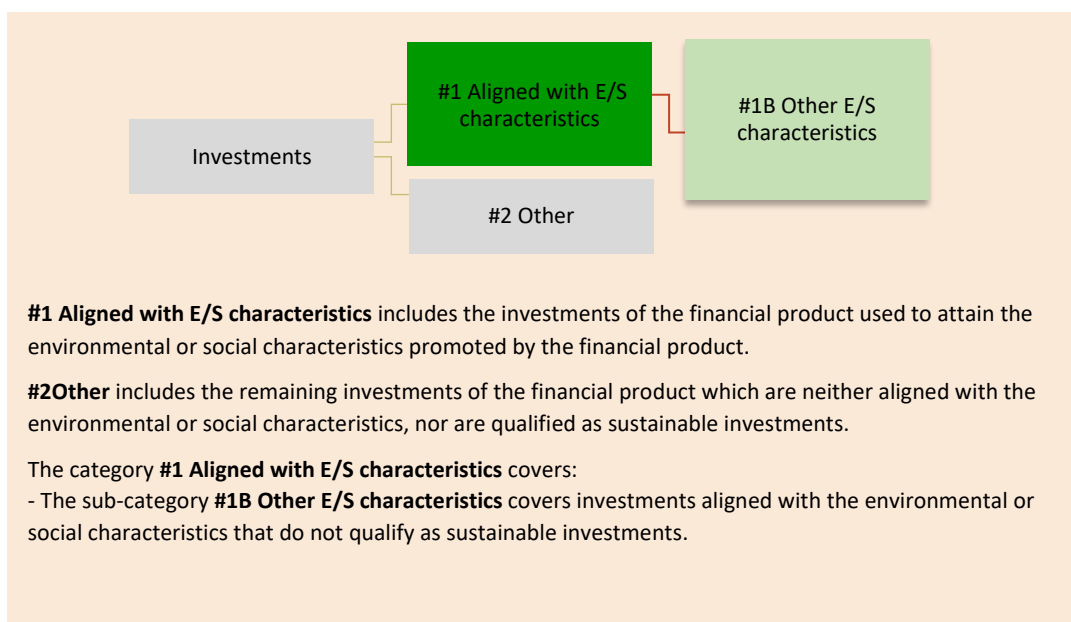 #1 Aligned with E/S
characteristics
#1B Other E/S
characteristics
Investments
#2 Other
#1 Aligned with E/S characteristics includes the investments of the financial product used to attain the
environmental or social characteristics promoted by the financial product.
#2Other includes the remaining investments of the financial product which are neither aligned with the
environmental or social characteristics, nor are qualified as sustainable investments.
The category #1 Aligned with E/S characteristics covers:
- The sub-category #1B Other E/S characteristics covers investments aligned with the environmental or
social characteristics that do not qualify as sustainable investments.